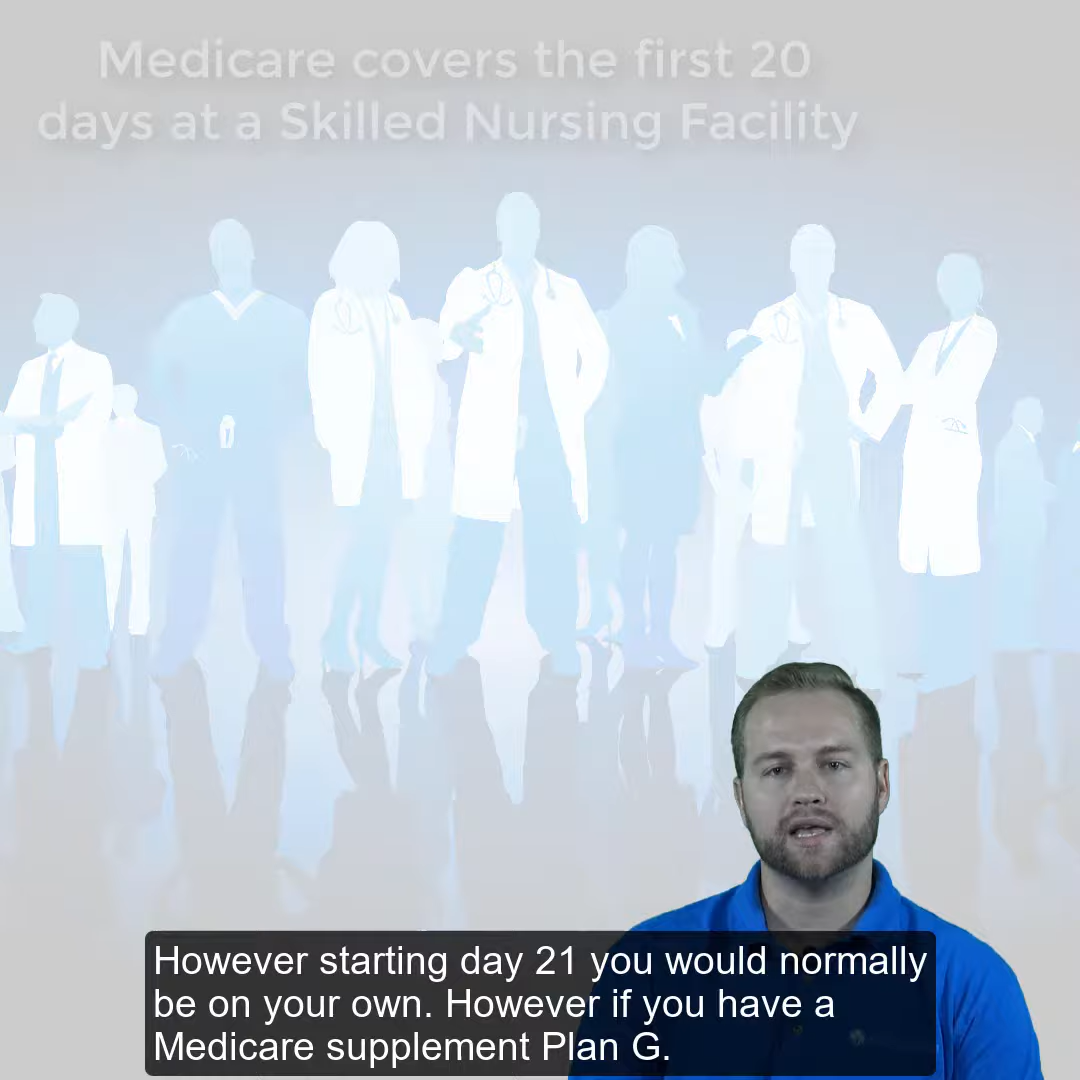 Medicare covers the first 20
days at a Skilled Nursing Facility
However starting day 21 you would normally
be on your own. However if you have a
Medicare supplement Plan G.